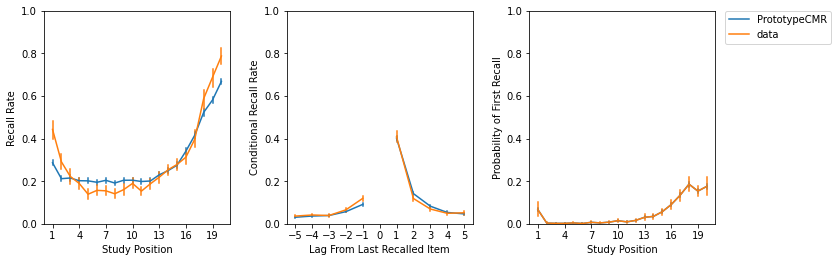 1.0
0.8
0.6
0.4
0.2
0.0
Recall Rate
1 4 7 10 13 16 19
Study Position
1.0
0.8
0.6
0.4
0.2
0.0
Conditional Recall Rate
−5 −4 −3 −2 −1 0 1 2 3 4 5
Lag From Last Recalled Item
1.0
0.8
0.6
0.4
0.2
0.0
Probability of First Recall
1 4 7 10 13 16 19
Study Position
PrototypeCMR
data